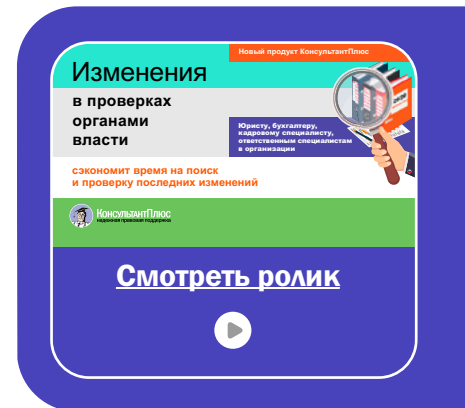 Новый продукт КонсультантПлюс
Изменения
в проверках
органами
власти
Юристу, бухгалтеру,
кадровому специалисту,
ответственным специалистам
в организации
сэкономит время на поиск
и проверку последних изменений
КонсультантПлюс
надежная правовая поддержка
Смотреть ролик